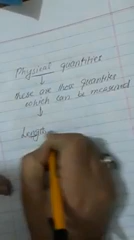 Physical quantities
these are those quantities
which can be measured
Length